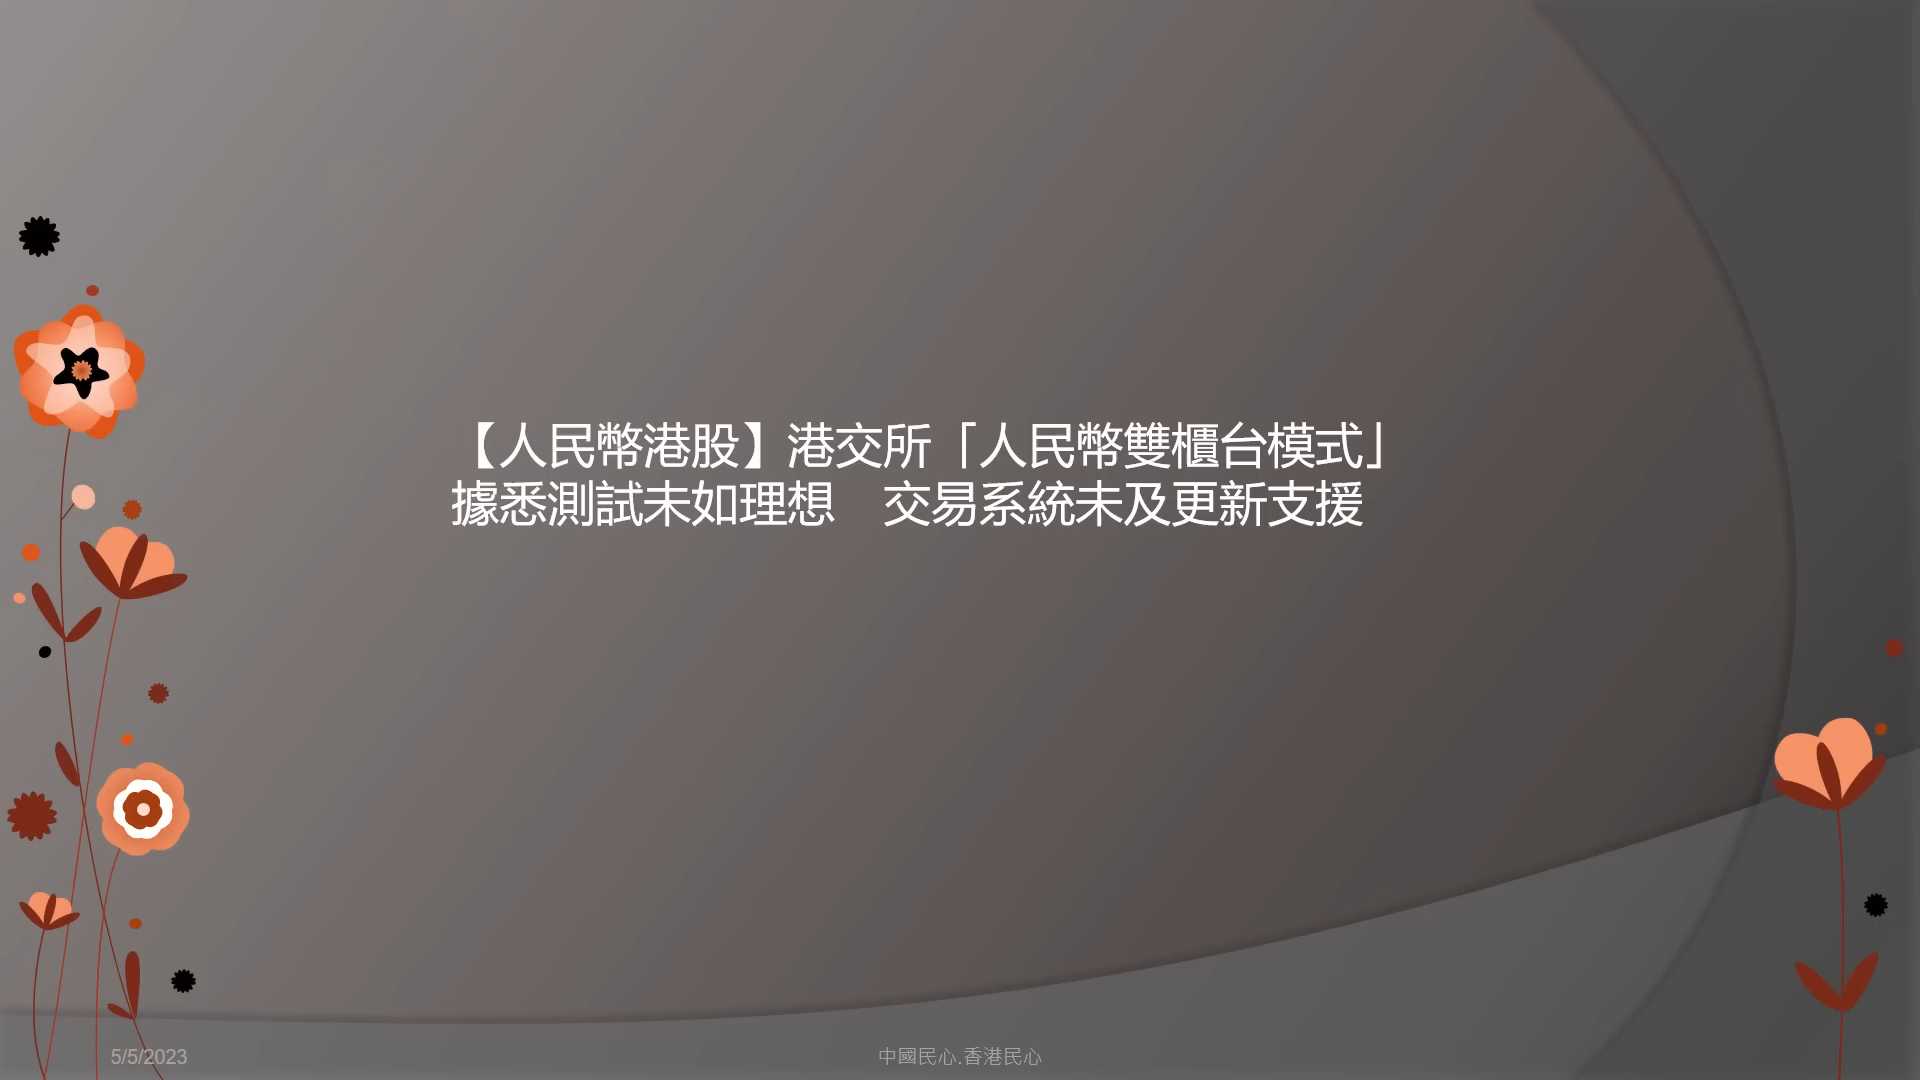 【人民幣港股】港交所「人民幣雙櫃台模式」
據悉測試未如理想　交易系統未及更新支援
5/5/2023
中國民心.香港民心